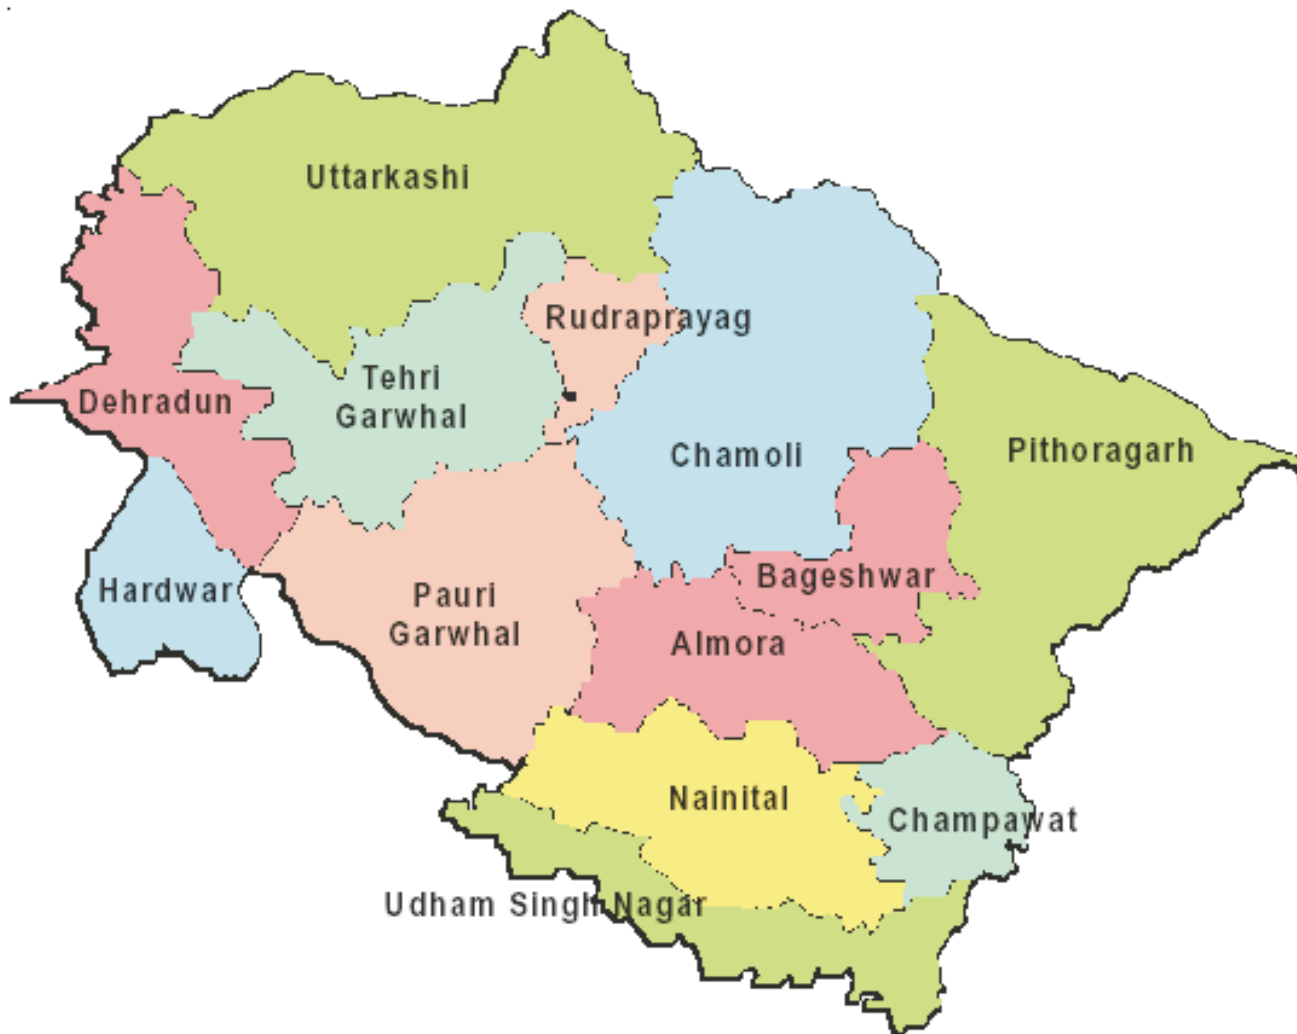 Uttarkashi
Rudraprayag
Tehri
Garwhal
Dehradun
Chamoli
Pithoragarh
Hardwar
Bageshwar
Pauri
Garwhal
Almora
Nainital
Champawat
Udham Singh Nagar